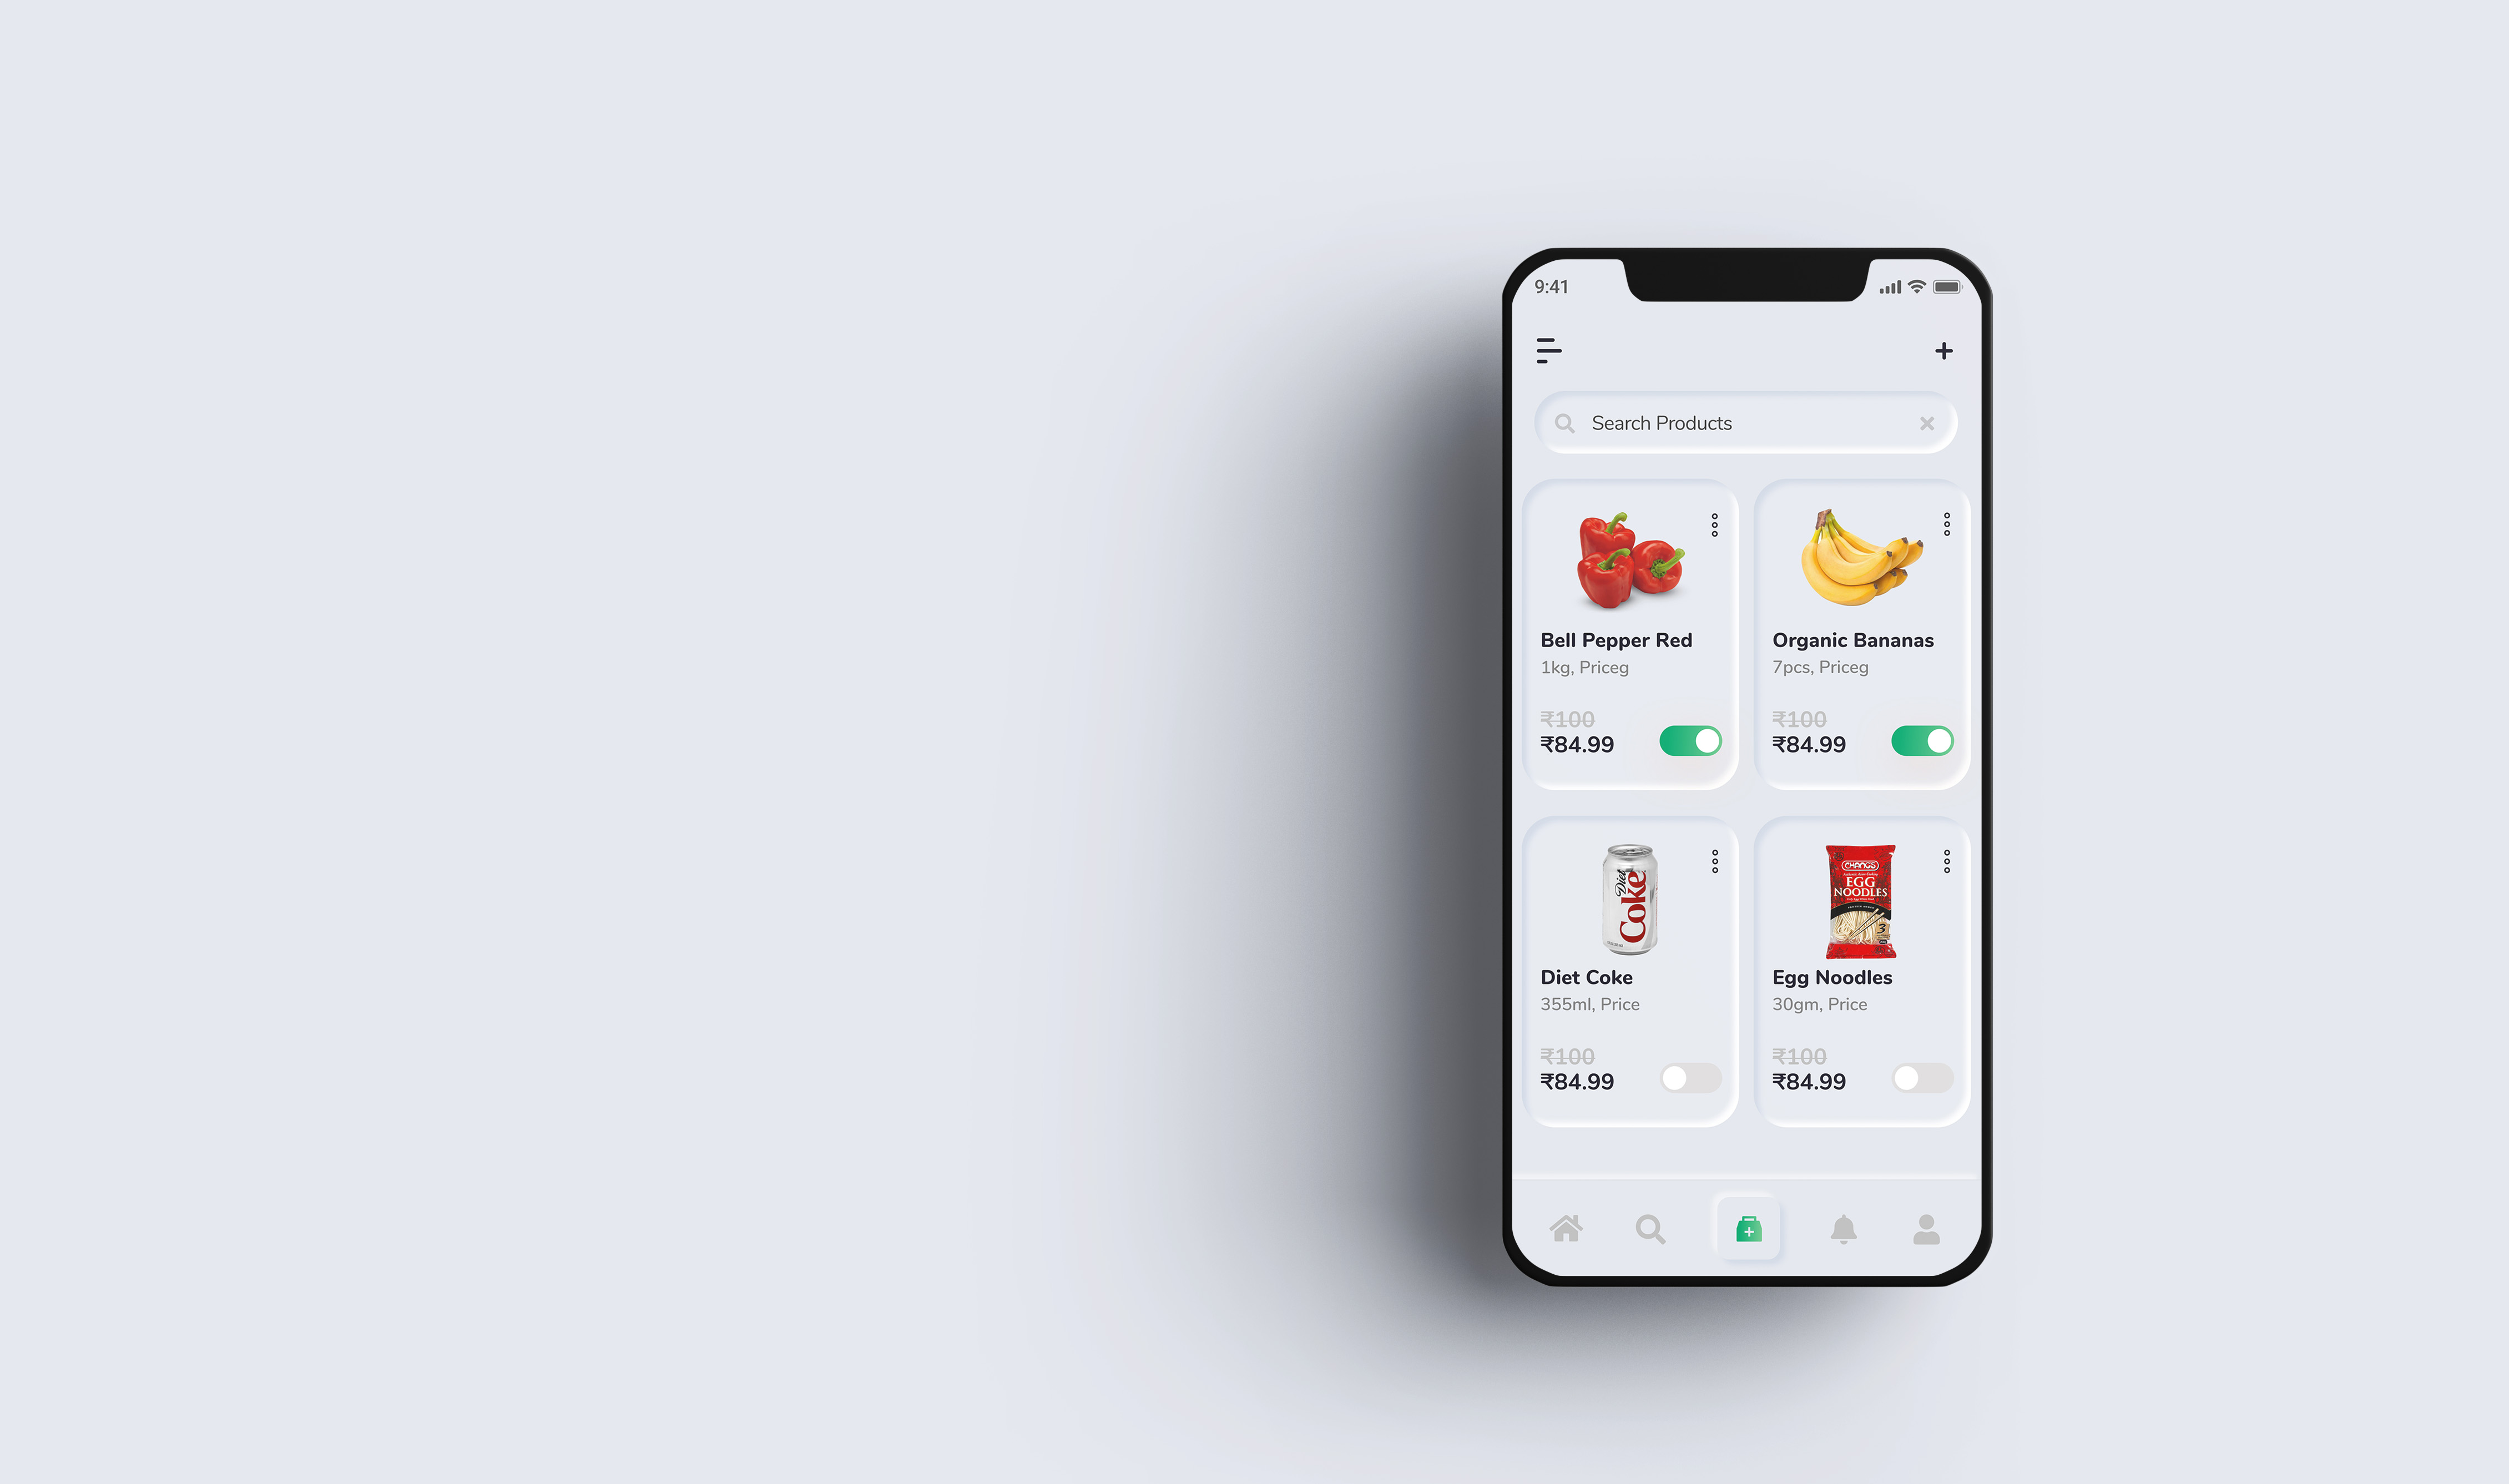 9:41
Search Products
Bell Pepper Red
1kg, Priceg
₹100
₹84.99
Organic Bananas
7pcs, Priceg
₹100
₹84.99
Diet
Coke
Diet Coke
355ml, Price
₹100
₹84.99
CHANG'S
EGG
NOODLES
3
Egg Noodles
30gm, Price
₹100
₹84.99